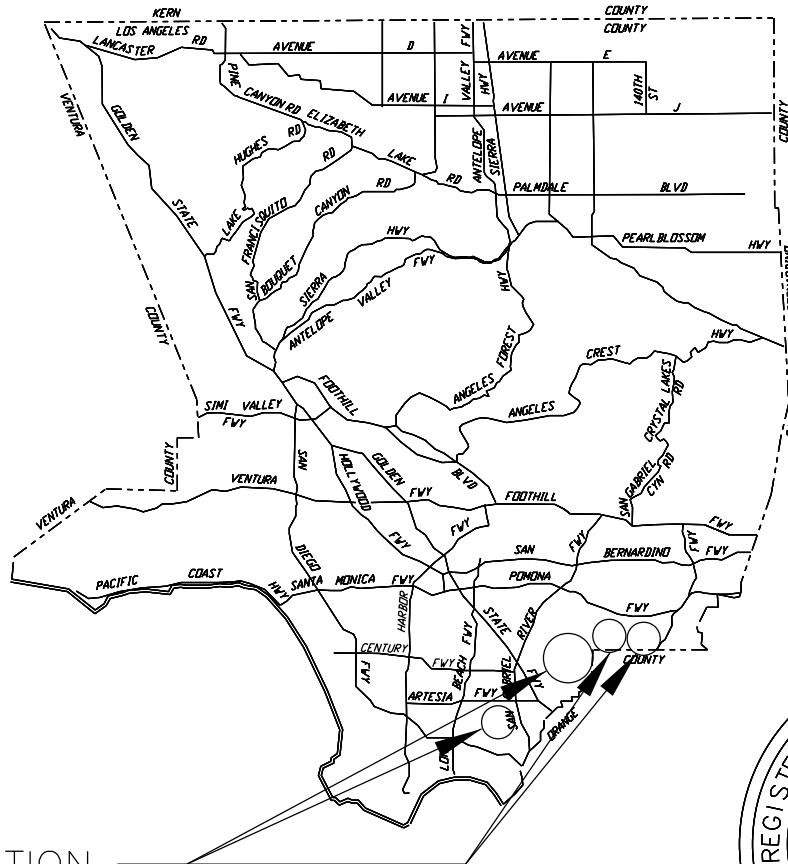 KERN COUNTY
LOS ANGELES COUNTY
LANCASTER RD AVENUE D
FWY
AVENUE E
VALLEY HWY
PINE
CANYON RD
AVENUE I
AVENUE J
140TH ST
COUNTY
VENTURA
GOLDEN
ELIZABETH
LAKE
RD
ANTELOPE
SIERRA
PALMDALE BLVD
HUGHES RD
RD
CANYON RD
STATE
LAKE
FRANCISQUITO
SAN
BOUQUET
HWY
PEARLBLOSSOM HWY
SIERRA
FWY
ANTELOPE VALLEY
HWY
COUNTY
FWY
FOREST
ANGELES
HWY
CREST
ANGELES
CRYSTAL LAKES RD
FOOTHILL
SIMI VALLEY
FWY
SAN
HOLLYWOOD
GOLDEN
BLVD
SAN GABRIEL
CYN RD
COUNTY
VENTURA
VENTURA
FWY
FOOTHILL
FWY
FWY
FWY
FWY
FWY
SAN BERNARDINO FWY
DIEGO
PACIFIC COAST
HWY
SANTA MONICA FWY
POMONA
FWY
HARBOR
STATE
RIVER
CENTURY
FWY
FWY
BEACH
FWY
GABRIEL
FWY
COUNTY
ARTESIA FWY
SAN
ORANGE
TION
REGIST